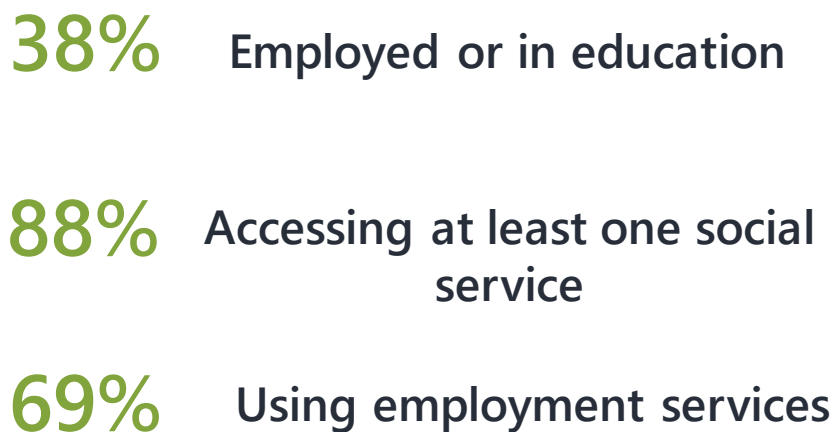 38% Employed or in education
88% Accessing at least one social
service
69% Using employment services